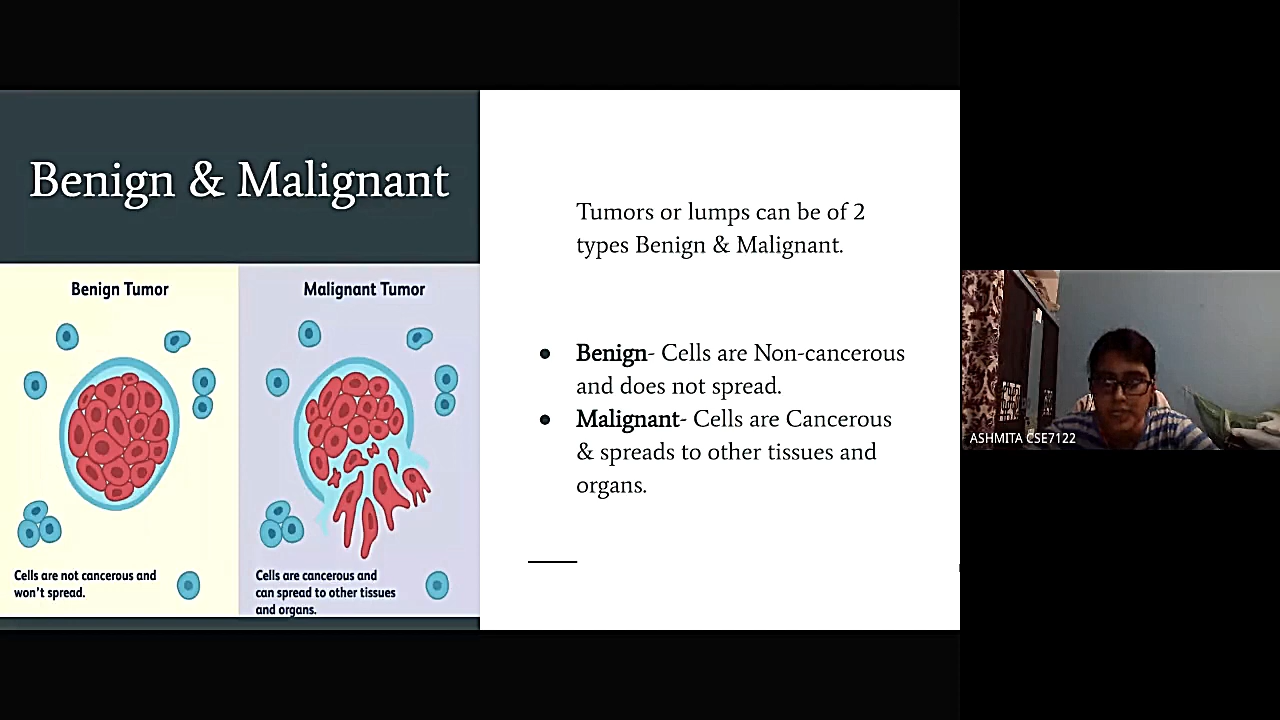 Benign & Malignant
Benign Tumor
Malignant Tumor
Cells are not cancerous and
won't spread.
Cells are cancerous and
can spread to other tissues
and organs.
Tumors or lumps can be of 2
types Benign & Malignant.
● Benign- Cells are Non-cancerous
and does not spread.
● Malignant- Cells are Cancerous
& spreads to other tissues and
organs.
ASHMITA CSE7122